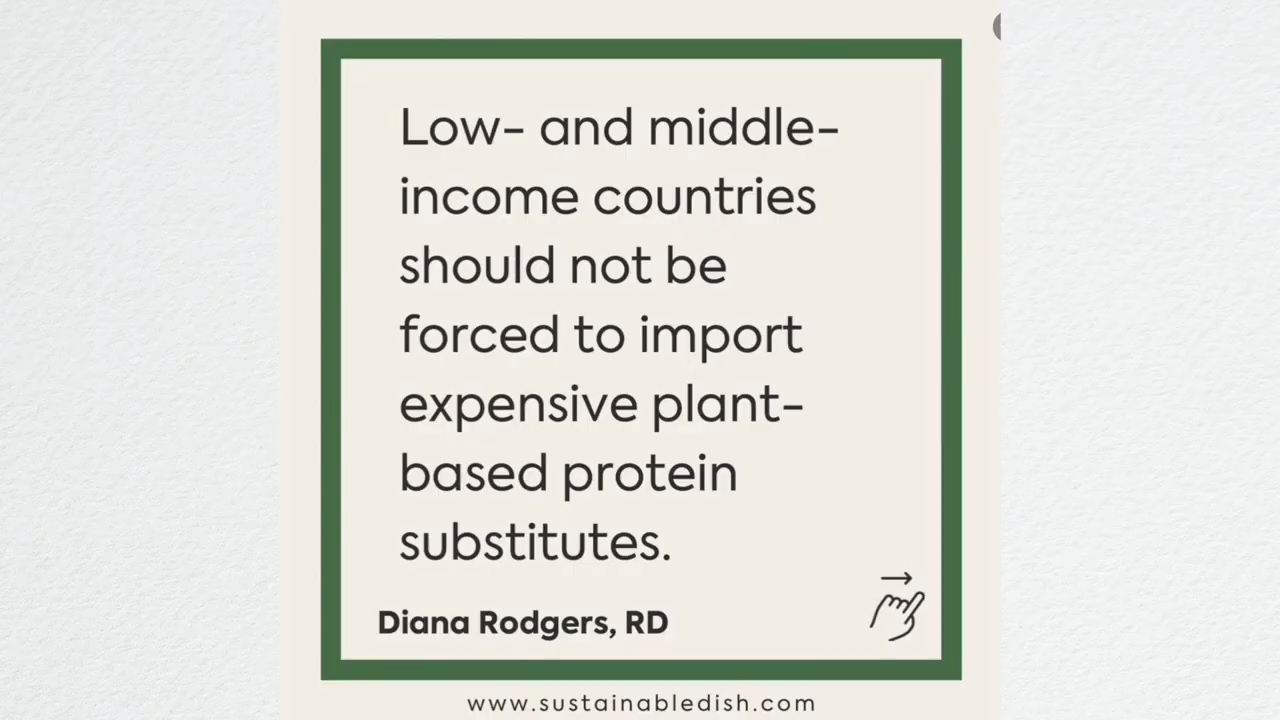 Low- and middle-
income countries
should not be
forced to import
expensive plant-
based protein
substitutes.
Diana Rodgers, RD
www.sustainabledish.com